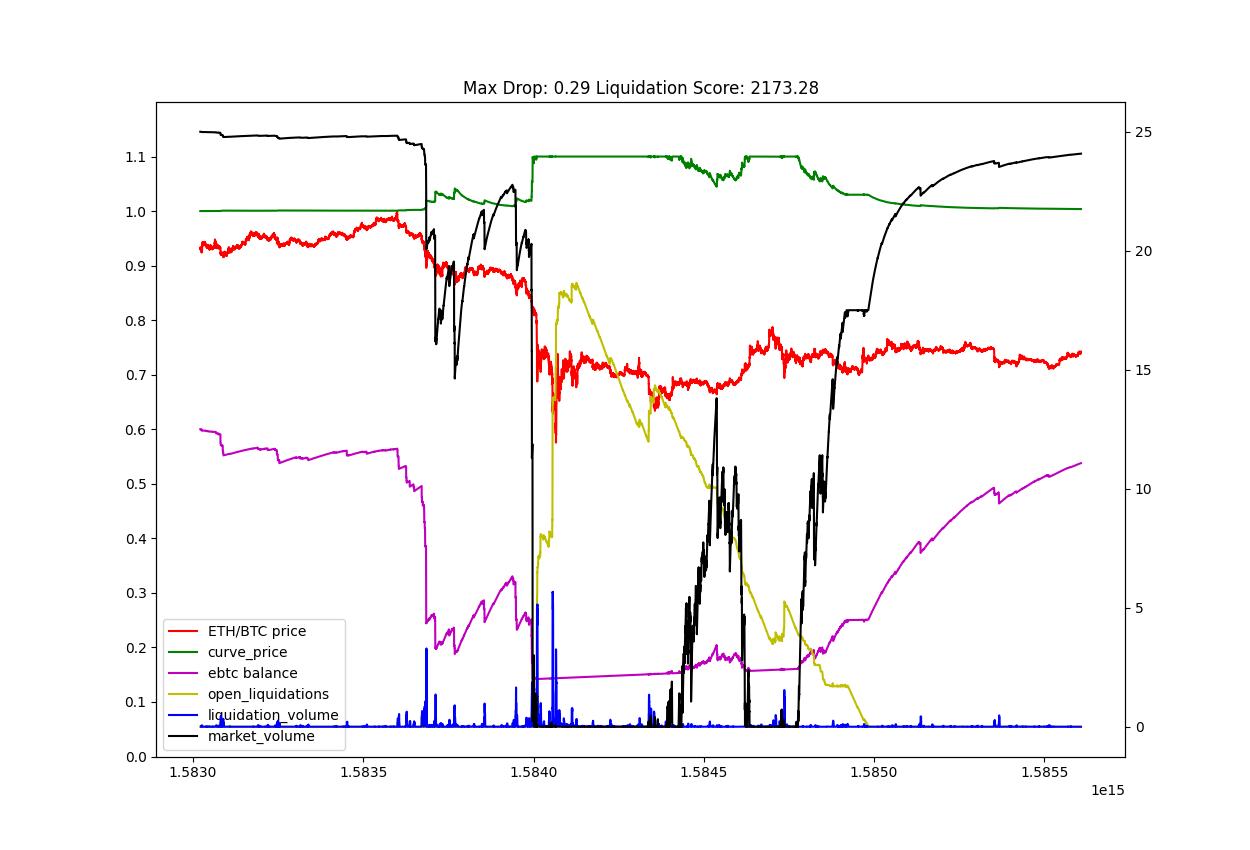 Max Drop: 0.29 Liquidation Score: 2173.28
1.1
1.0
0.9
0.8
0.7
0.6
0.5
0.4
0.3
0.2
0.1
0.0
25
20
15
10
5
0
ETH/BTC price
curve_price
ebtc balance
open_liquidations
liquidation_volume
market_volume
1.5830 1.5835 1.5840 1.5845 1.5850 1.5855
1e15